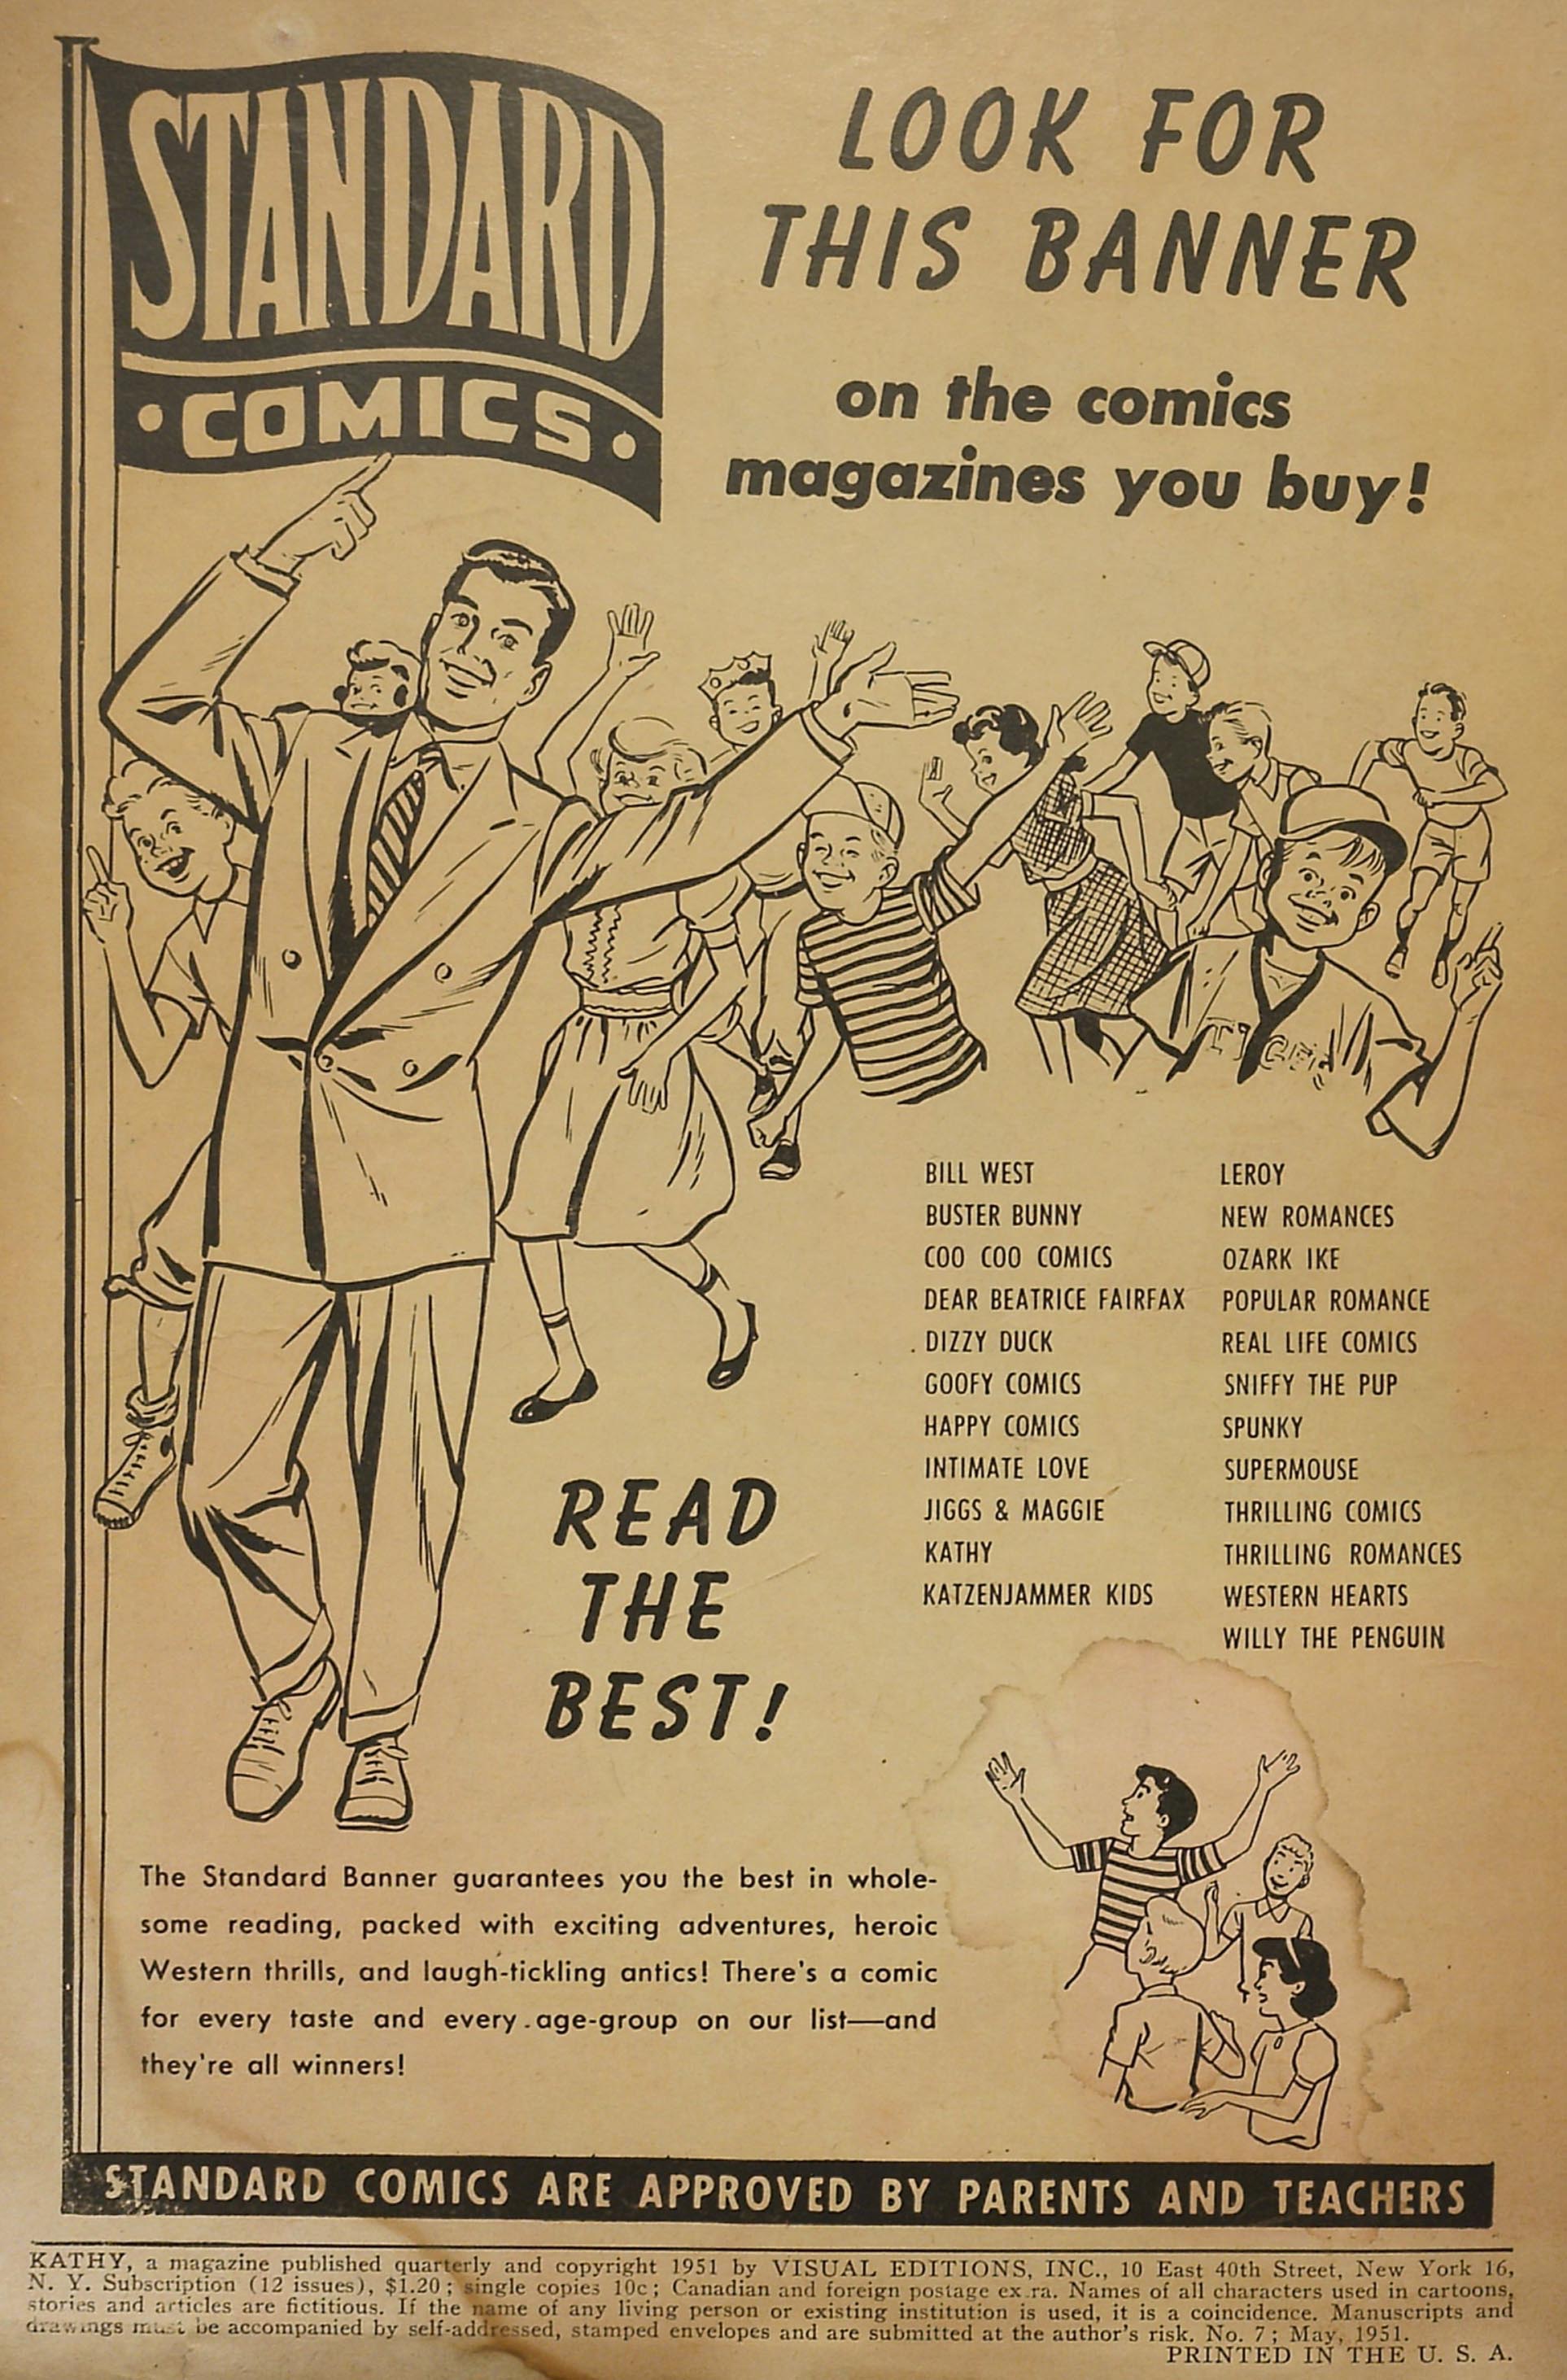 STANDARD
COMICS
LOOK FOR
THIS BANNER
on the comics
magazines you buy!
TIGERS
BILL WEST
BUSTER BUNNY
COO COO COMICS
DEAR BEATRICE FAIRFAX
DIZZY DUCK
GOOFY COMICS
HAPPY COMICS
INTIMATE LOVE
JIGGS & MAGGIE
KATHY
KATZENJAMMER KIDS
LEROY
NEW ROMANCES
OZARK IKE
POPULAR ROMANCE
REAL LIFE COMICS
SNIFFY THE PUP
SPUNKY
SUPERMOUSE
THRILLING COMICS
THRILLING ROMANCES
WESTERN HEARTS
WILLY THE PENGUIN
READ
THE
BEST!
The Standard Banner guarantees you the best in whole-
some reading, packed with exciting adventures, heroic
Western thrills, and laugh-tickling antics! There's a comic
for every taste and every age-group on our list—and
they're all winners!
STANDARD COMICS ARE APPROVED BY PARENTS AND TEACHERS
KATHY, a magazine published quarterly and copyright 1951 by VISUAL EDITIONS, INC., 10 East 40th Street, New York 16,
N. Y. Subscription (12 issues), $1.20; single copies 10c; Canadian and foreign postage ex ra. Names of all characters used in cartoons,
stories and articles are fictitious. If the name of any living person or existing institution is used, it is a coincidence. Manuscripts and
drawings must be accompanied by self-addressed, stamped envelopes and are submitted at the author's risk. No. 7; May, 1951.
PRINTED IN THE U. S. A.